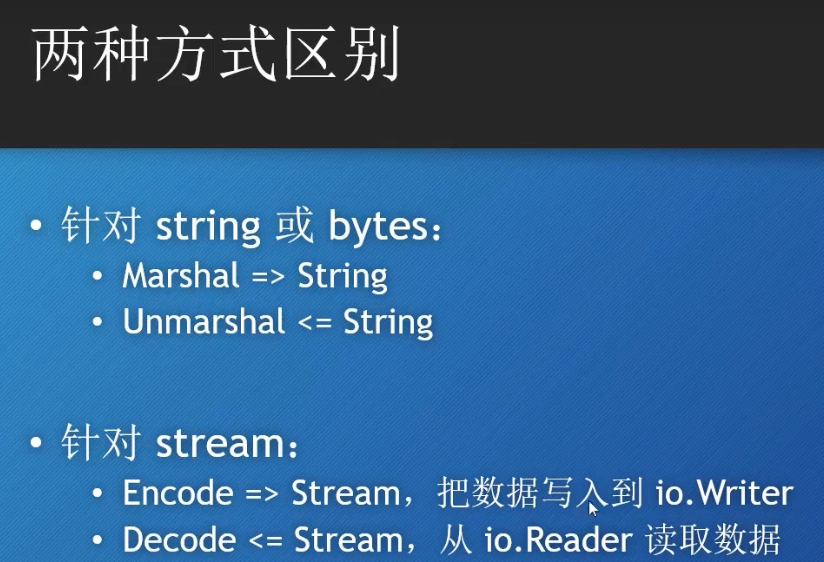 两种方式区别
• 针对 string 或 bytes：
• Marshal => String
• Unmarshal <= String
• 针对 stream：
• Encode => Stream，把数据写入到 io.Writer
• Decode <= Stream，从 io.Reader 读取数据